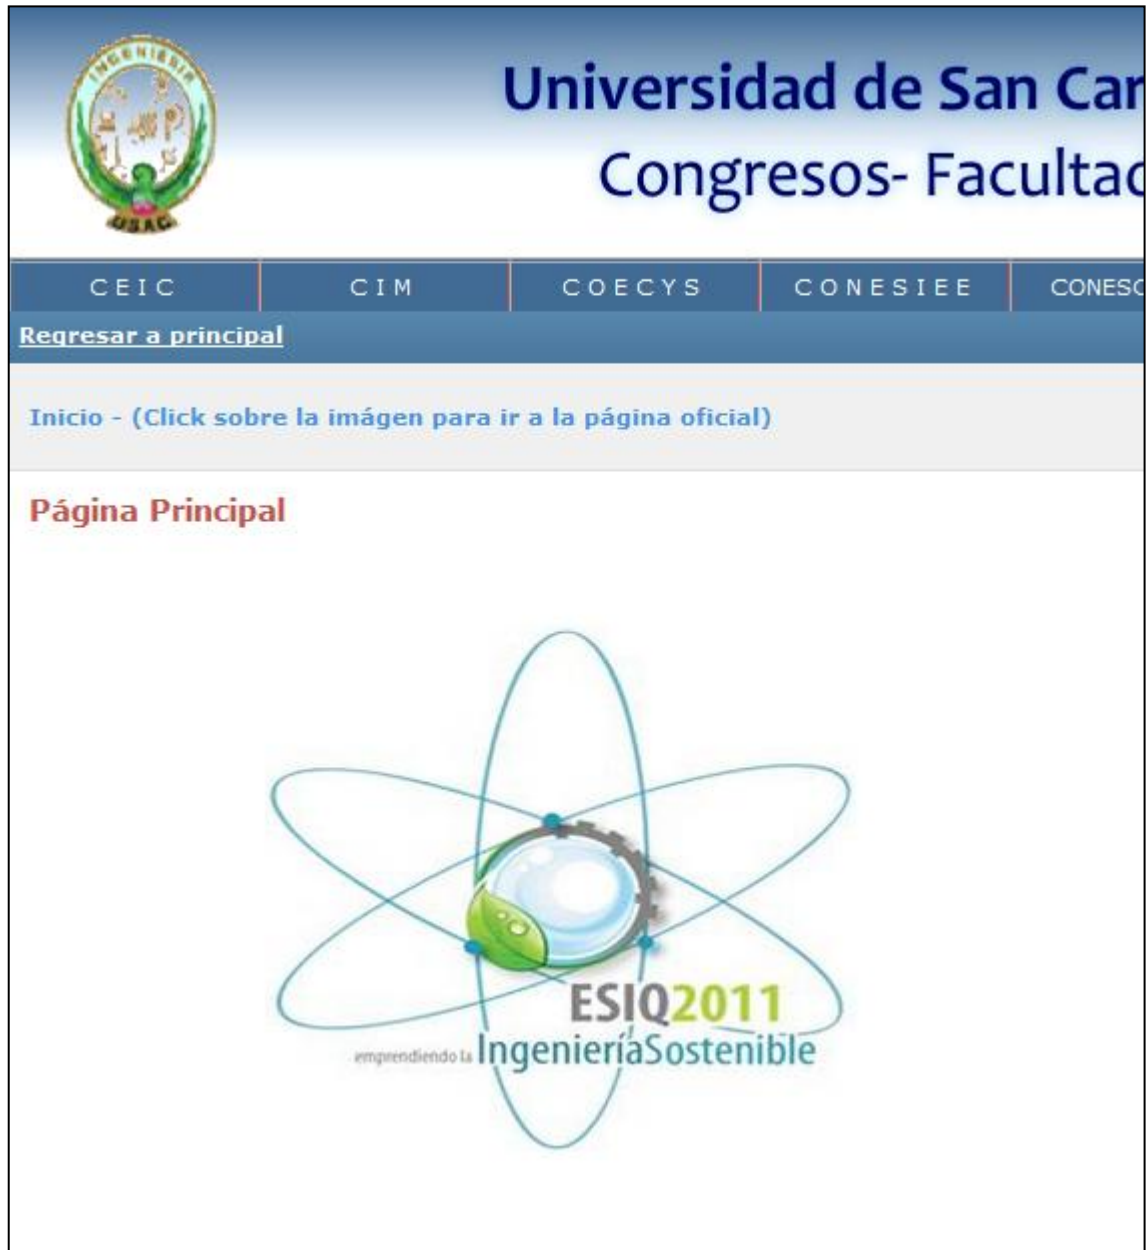 INGENIERIA
USAC
Universidad de San Car
Congresos- Facultad
CEIC CIM COECYS CONESIEE CONESC
Regresar a principal
Inicio - (Click sobre la imágen para ir a la página oficial)
Página Principal
ESIQ2011
emprendiendo la IngenieríaSostenible